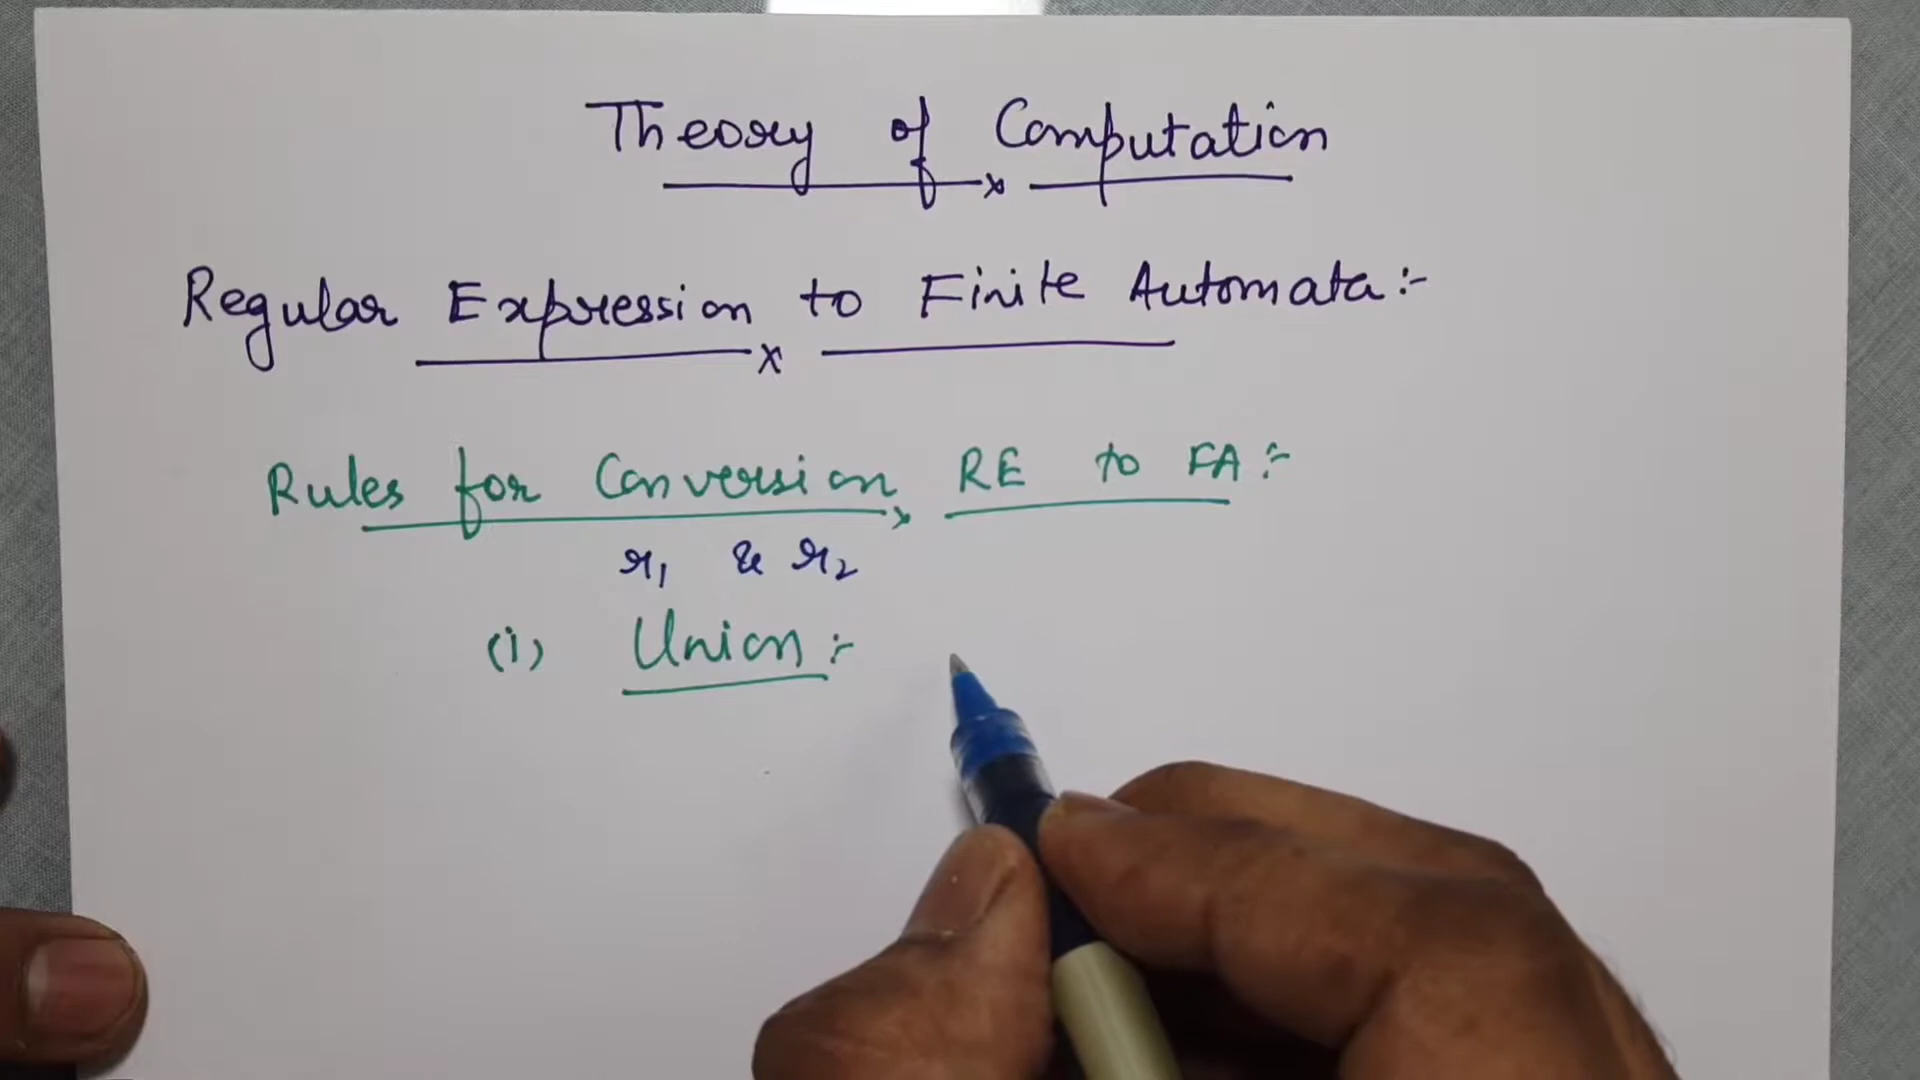 Theory of Computation
Regular Expression to Finite Automata :-
Rules for Conversion RE to FA :-
r1 & r2
(i) Union :-